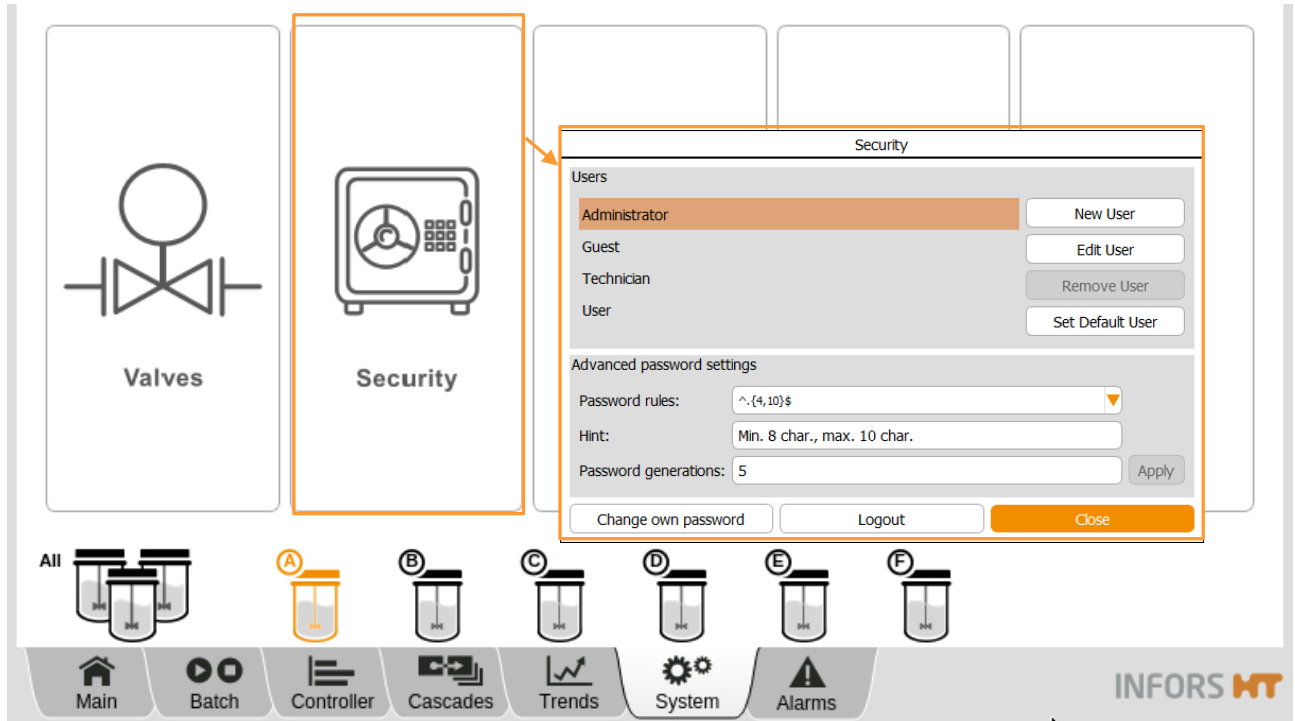 Security
Users
Administrator
New User
Guest
Edit User
Technician
Remove User
User
Set Default User
Advanced password settings
Password rules: ^.{4,10}$
Hint: Min. 8 char., max. 10 char.
Password generations: 5 Apply
Change own password Logout Close
Valves Security
All A B C D E F
Main Batch Controller Cascades Trends System Alarms
INFORS HT